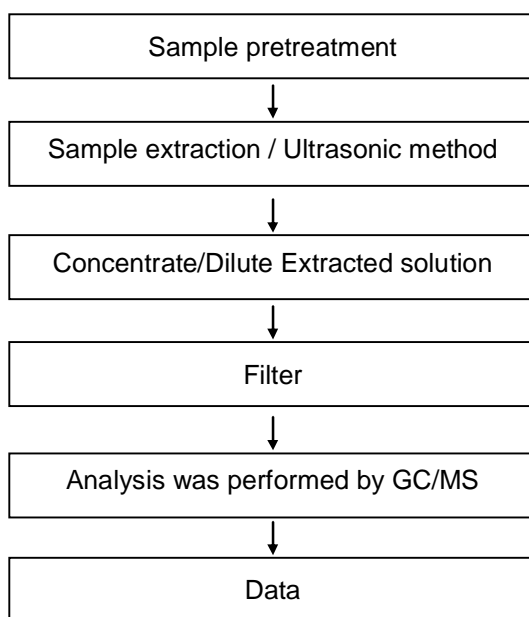 Sample pretreatment
Sample extraction / Ultrasonic method
Concentrate/Dilute Extracted solution
Filter
Analysis was performed by GC/MS
Data